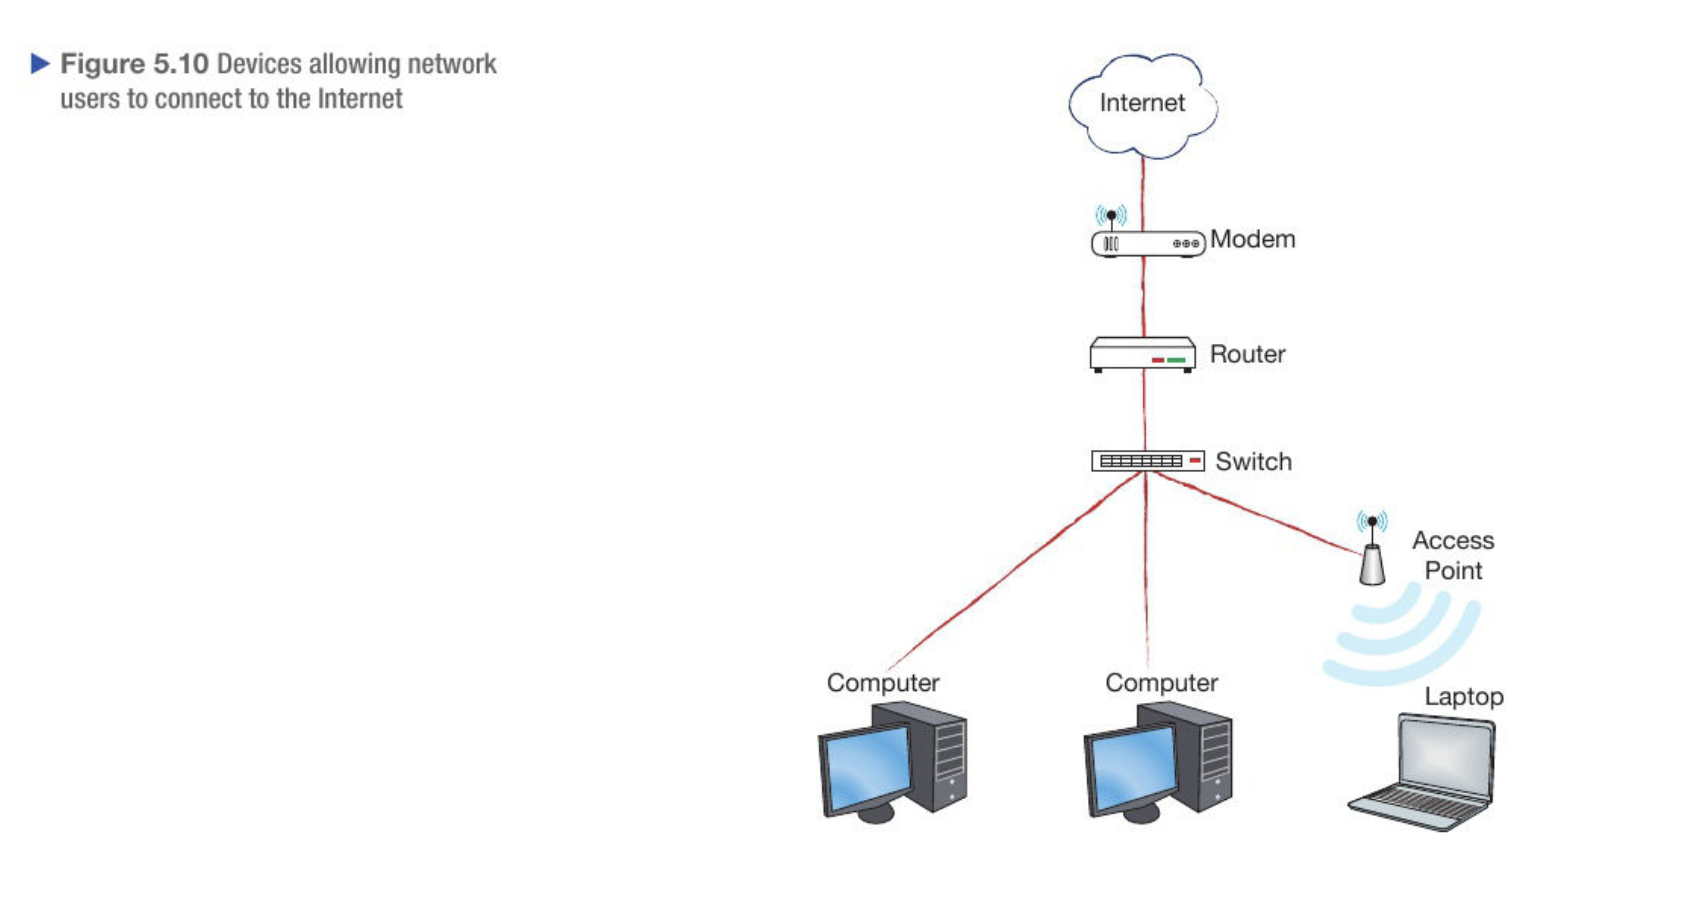 ▶ Figure 5.10 Devices allowing network
users to connect to the Internet
Internet
Modem
Router
Switch
Access
Point
Computer
Computer
Laptop